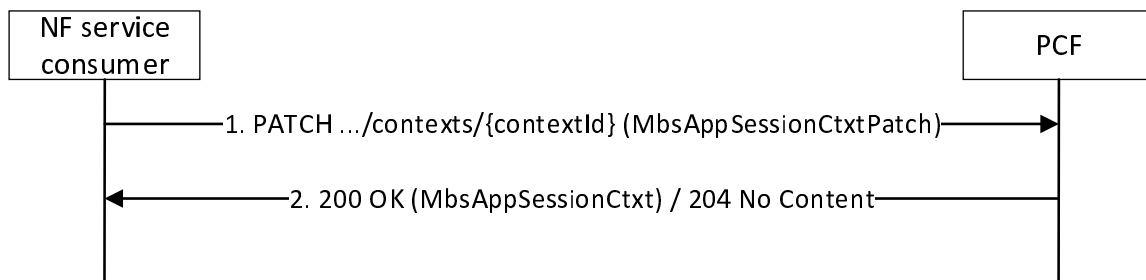 NF service
consumer
PCF
1. PATCH .../contexts/{contextId} (MbsAppSessionCtxtPatch)
2. 200 OK (MbsAppSessionCtxt) / 204 No Content